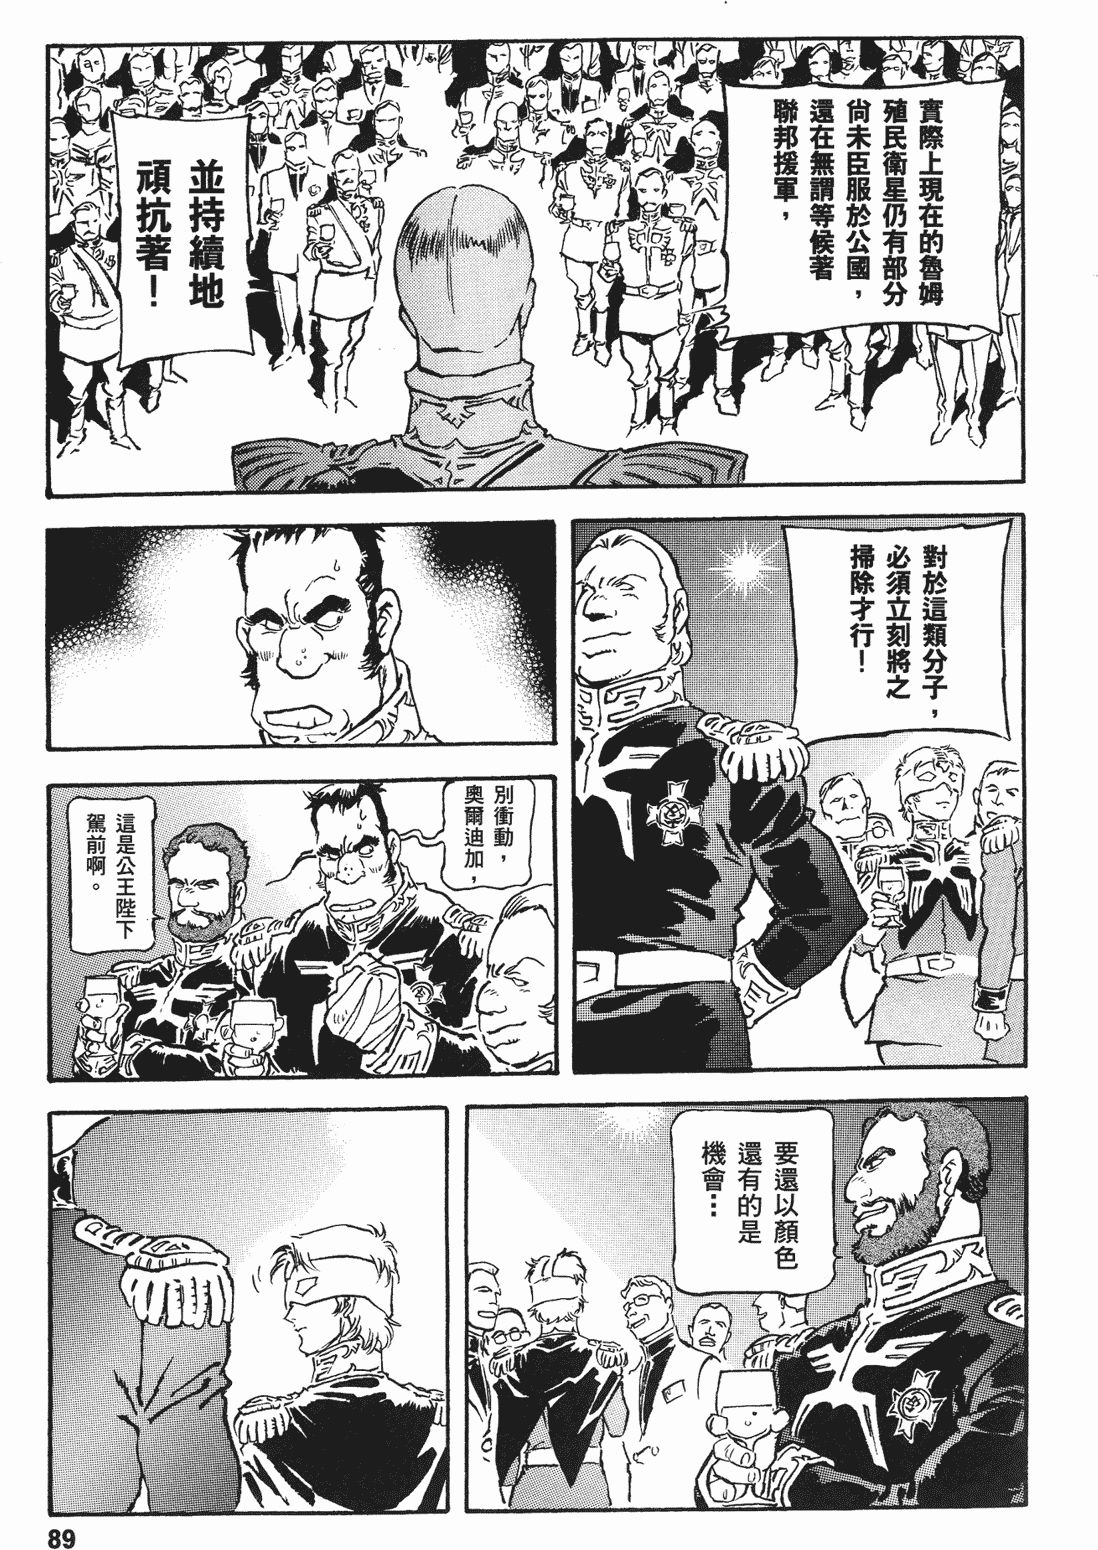 實際上現在的魯姆
殖民衛星仍有部分
尚未臣服於公國，
還在無謂等候著
聯邦援軍，
並持續地
頑抗著！
對於這類分子，
必須立刻將之
掃除才行！
別衝動，
奧爾迪加，
這是公王陛下
駕前啊。
要還以顏色
還有的是
機會…
89